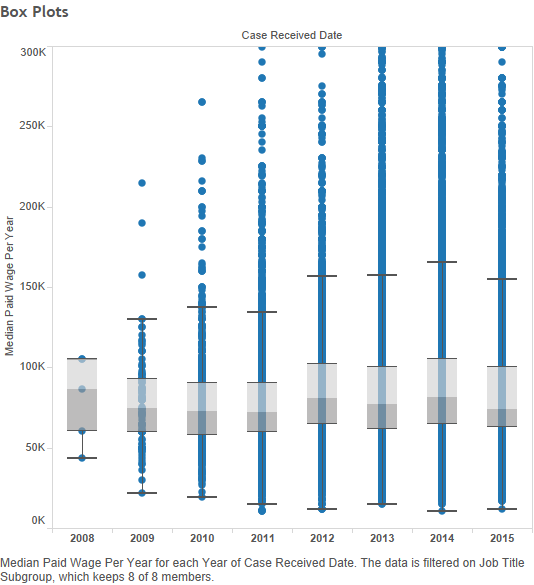 Box Plots
Case Received Date
Median Paid Wage Per Year
300K
250K
200K
150K
100K
50K
0K
2008 2009 2010 2011 2012 2013 2014 2015
Median Paid Wage Per Year for each Year of Case Received Date. The data is filtered on Job Title
Subgroup, which keeps 8 of 8 members.